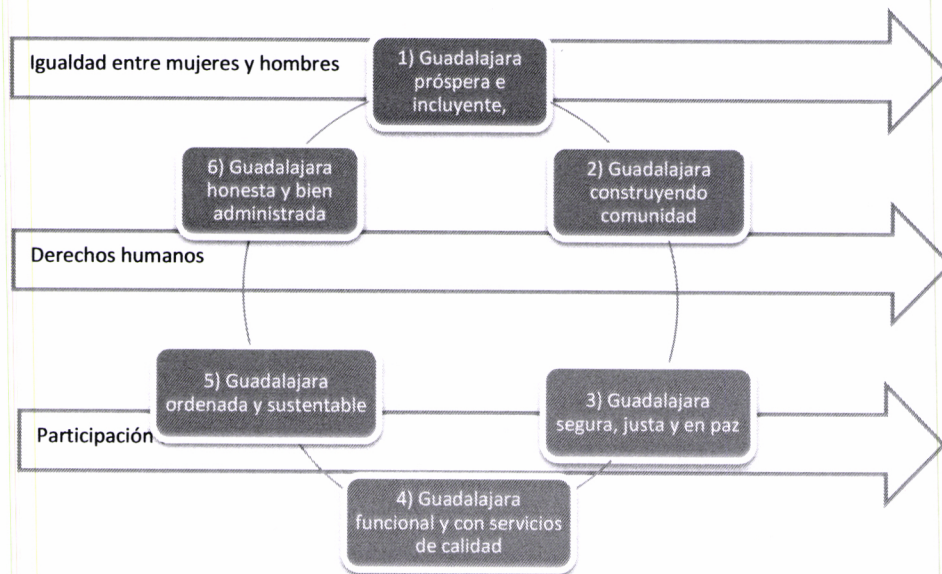 Igualdad entre mujeres y hombres
1) Guadalajara
próspera e
incluyente,
6) Guadalajara
honesta y bien
administrada
2) Guadalajara
construyendo
comunidad
Derechos humanos
5) Guadalajara
ordenada y sustentable
3) Guadalajara
segura, justa y en paz
Participación
4) Guadalajara
funcional y con servicios
de calidad